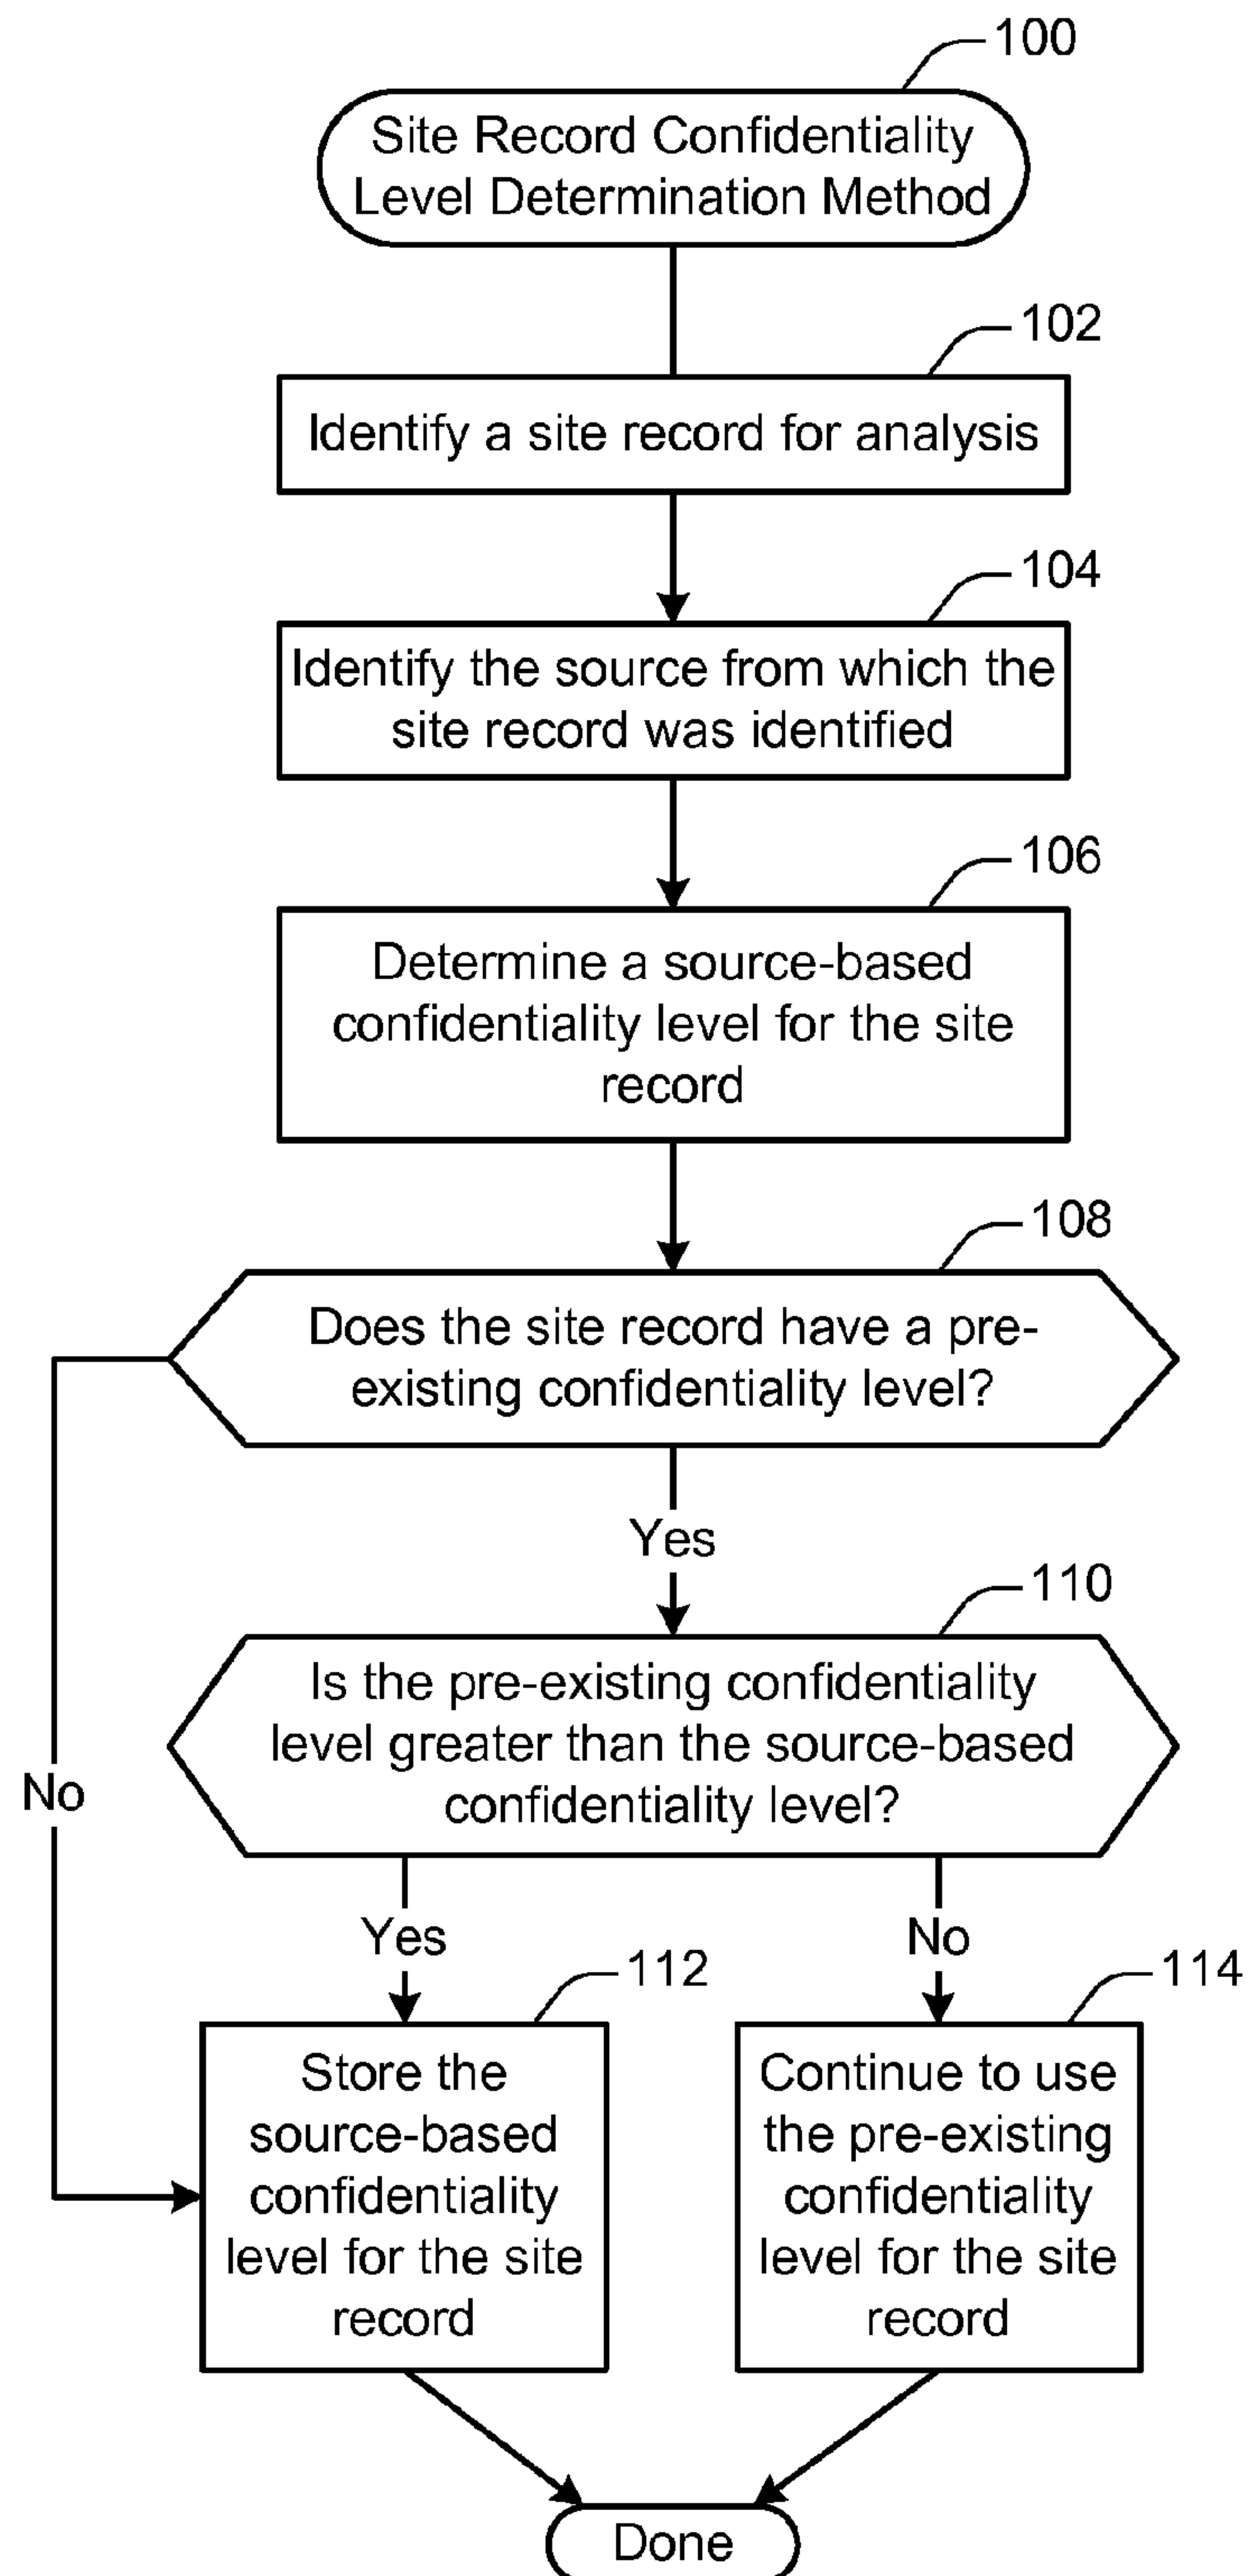 100
Site Record Confidentiality
Level Determination Method
102
Identify a site record for analysis
104
Identify the source from which the
site record was identified
106
Determine a source-based
confidentiality level for the site
record
108
Does the site record have a pre-
existing confidentiality level?
Yes
110
Is the pre-existing confidentiality
level greater than the source-based
confidentiality level?
No
Yes
No
112
114
Store the
source-based
confidentiality
level for the site
record
Continue to use
the pre-existing
confidentiality
level for the site
record
Done